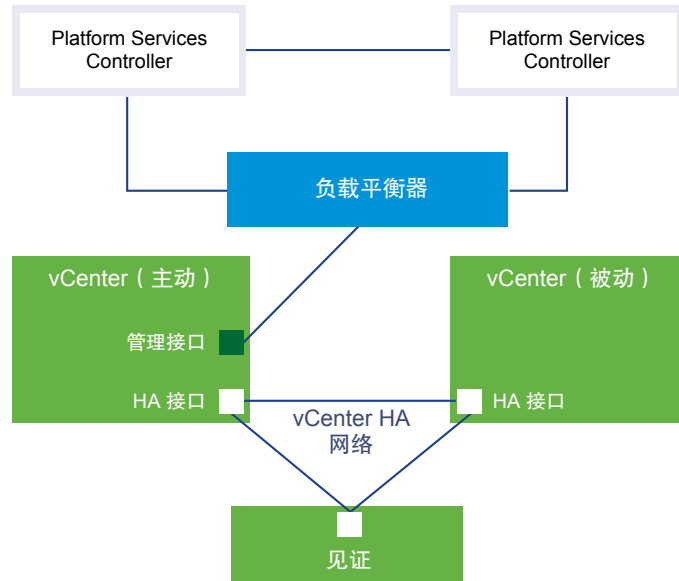 Platform Services
Controller
Platform Services
Controller
负载平衡器
vCenter（主动）
vCenter（被动）
管理接口
HA 接口
HA 接口
vCenter HA
网络
见证